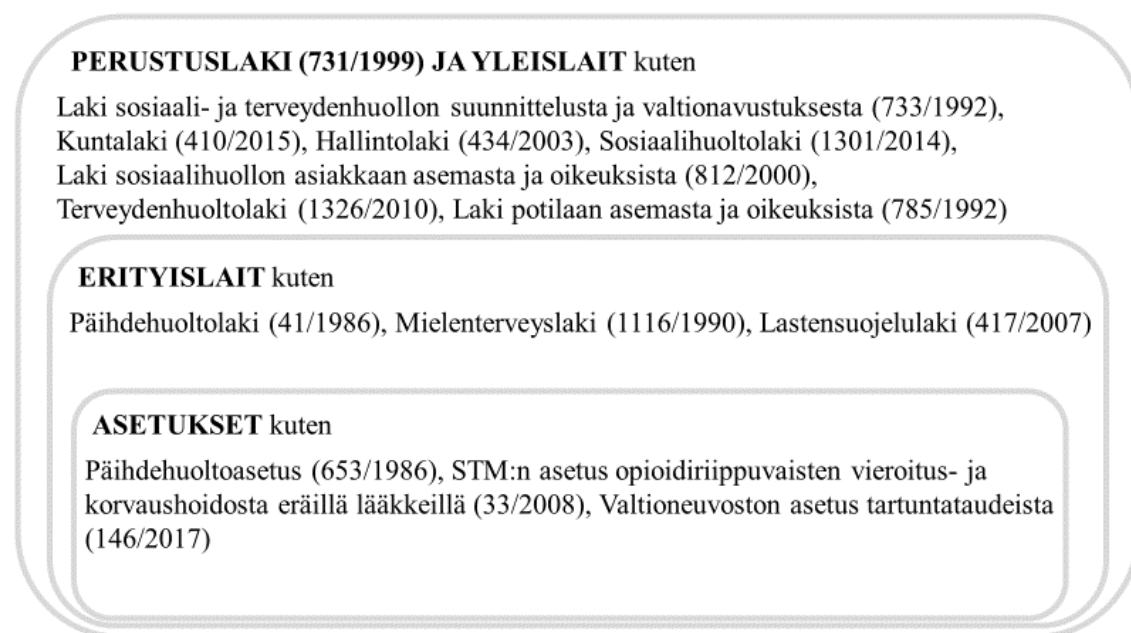 PERUSTUSLAKI (731/1999) JA YLEISLAIT kuten
Laki sosiaali- ja terveydenhuollon suunnittelusta ja valtionavustuksesta (733/1992),
Kuntalaki (410/2015), Hallintolaki (434/2003), Sosiaalihuoltolaki (1301/2014),
Laki sosiaalihuollon asiakkaan asemasta ja oikeuksista (812/2000),
Terveydenhuoltolaki (1326/2010), Laki potilaan asemasta ja oikeuksista (785/1992)
ERITYISLAIT kuten
Päihdehuoltolaki (41/1986), Mielenterveyslaki (1116/1990), Lastensuojelulaki (417/2007)
ASETUKSET kuten
Päihdehuoltoasetus (653/1986), STM:n asetus opioidiriippuvaisten vieroitus- ja
korvaushoidosta eräillä lääkkeillä (33/2008), Valtioneuvoston asetus tartuntataudeista
(146/2017)